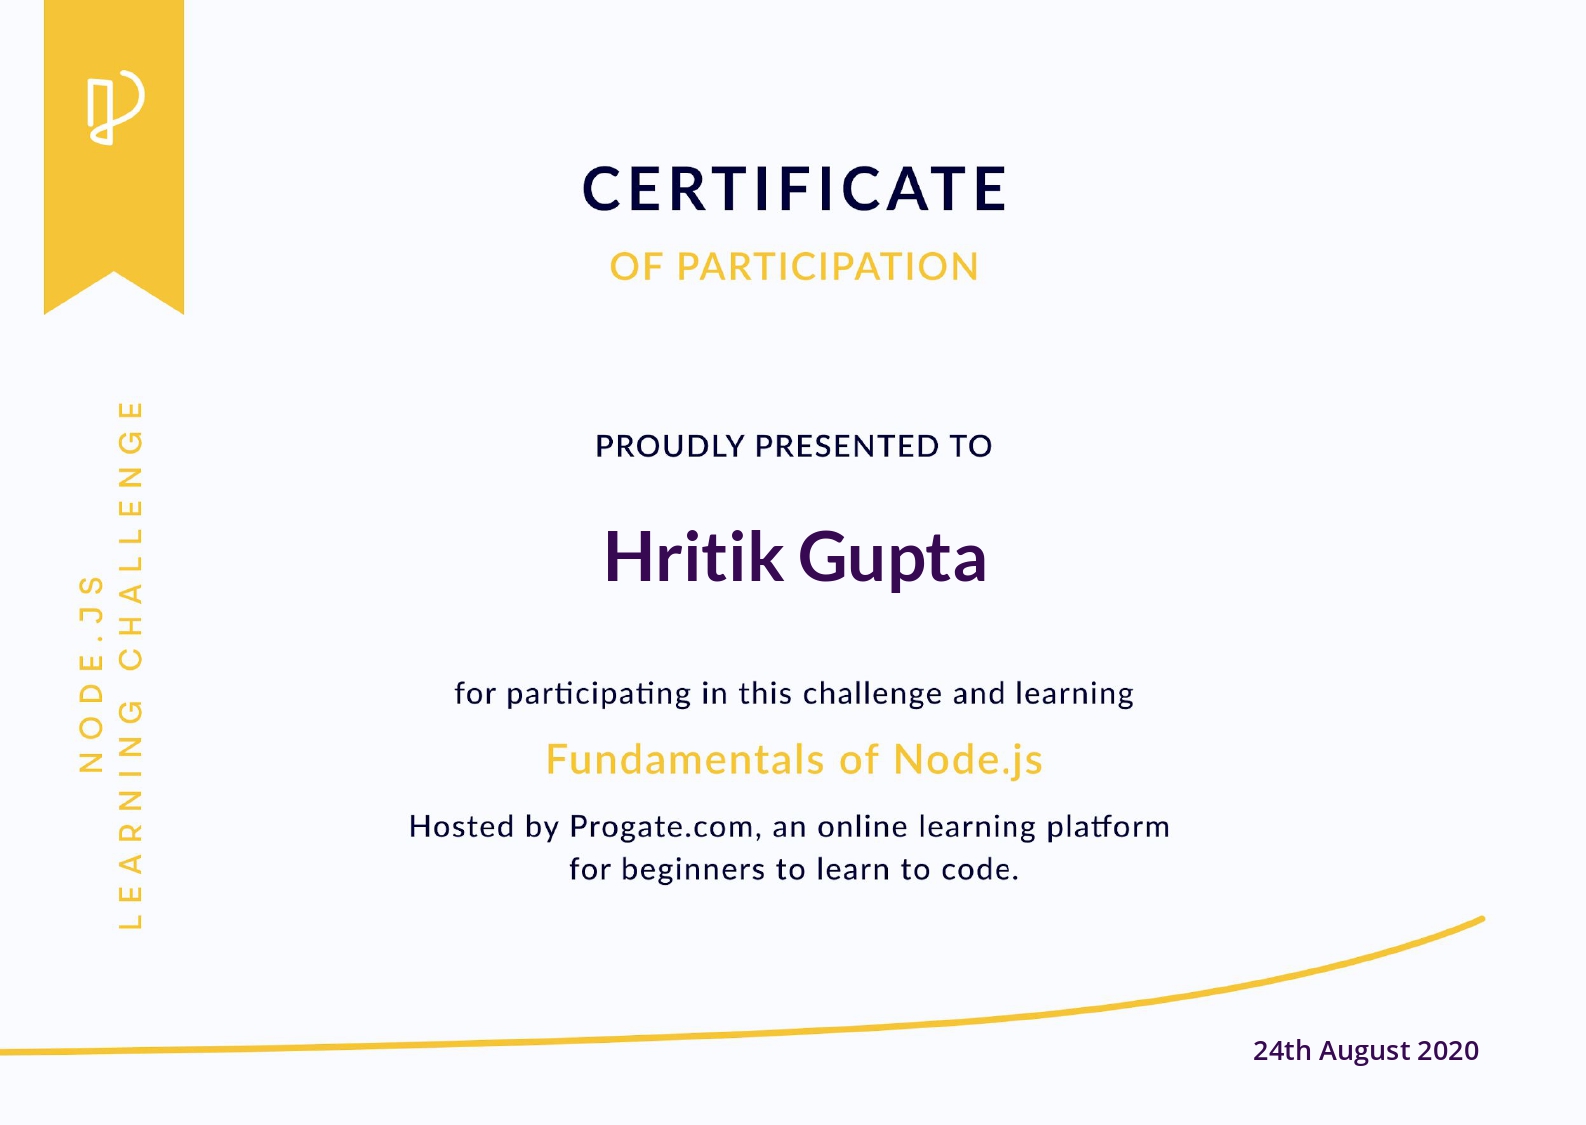 CERTIFICATE
OF PARTICIPATION
NODE.JS
LEARNING CHALLENGE
PROUDLY PRESENTED TO
Hritik Gupta
for participating in this challenge and learning
Fundamentals of Node.js
Hosted by Progate.com, an online learning platform
for beginners to learn to code.
24th August 2020